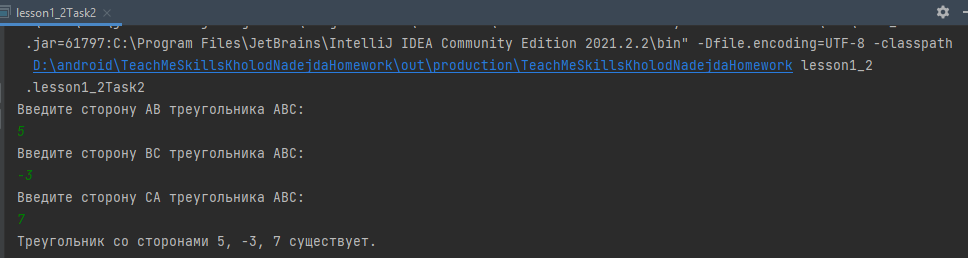 lesson1_2Task2
.jar=61797:C:\Program Files\JetBrains\IntelliJ IDEA Community Edition 2021.2.2\bin" -Dfile.encoding=UTF-8 -classpath
D:\android\TeachMeSkillsKholodNadejdaHomework\out\production\TeachMeSkillsKholodNadejdaHomework lesson1_2
.lesson1_2Task2
Введите сторону AB треугольника ABC:
5
Введите сторону BC треугольника ABC:
-3
Введите сторону CA треугольника ABC:
7
Треугольник со сторонами 5, -3, 7 существует.